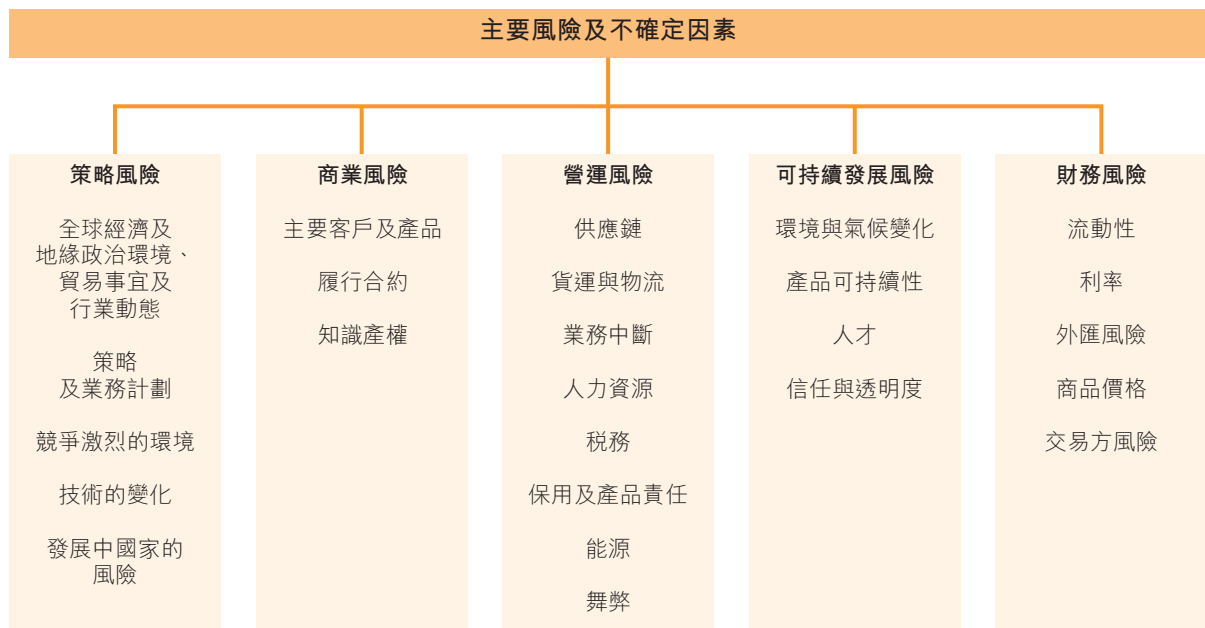 主要風險及不確定因素
策略風險
全球經濟及
地緣政治環境、
貿易事宜及
行業動態
策略
及業務計劃
競爭激烈的環境
技術的變化
發展中國家的
風險
商業風險
主要客戶及產品
履行合約
知識產權
營運風險
供應鏈
貨運與物流
業務中斷
人力資源
税務
保用及產品責任
能源
舞弊
可持續發展風險
環境與氣候變化
產品可持續性
人才
信任與透明度
財務風險
流動性
利率
外匯風險
商品價格
交易方風險